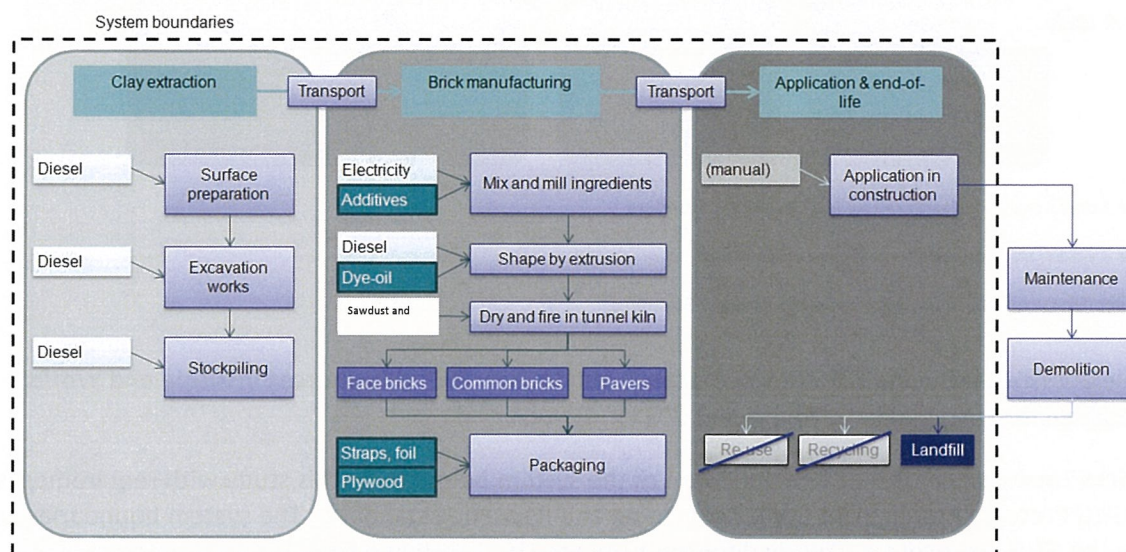 System boundaries
Clay extraction
Transport
Brick manufacturing
Transport
Application & end-of-
life
Diesel
Surface
preparation
Diesel
Excavation
works
Diesel
Stockpiling
Electricity
Additives
Mix and mill ingredients
Diesel
Dye-oil
Shape by extrusion
Sawdust and
Dry and fire in tunnel kiln
Face bricks
Common bricks
Pavers
Straps, foil
Plywood
Packaging
(manual)
Application in
construction
Maintenance
Demolition
Re-use
Recycling
Landfill